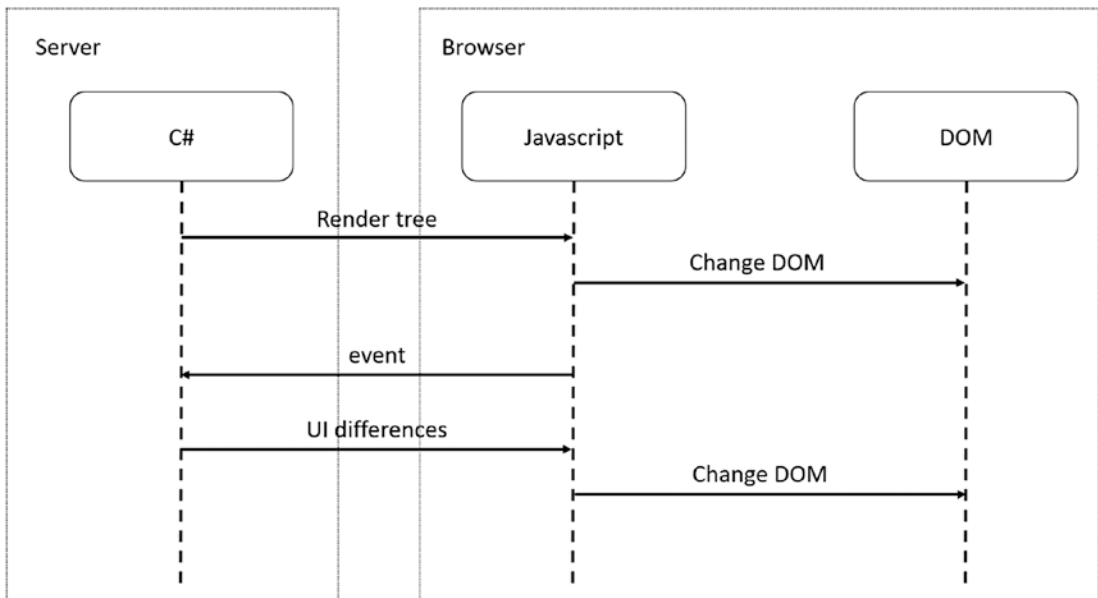 Server
Browser
C#
Javascript
DOM
Render tree
Change DOM
event
UI differences
Change DOM